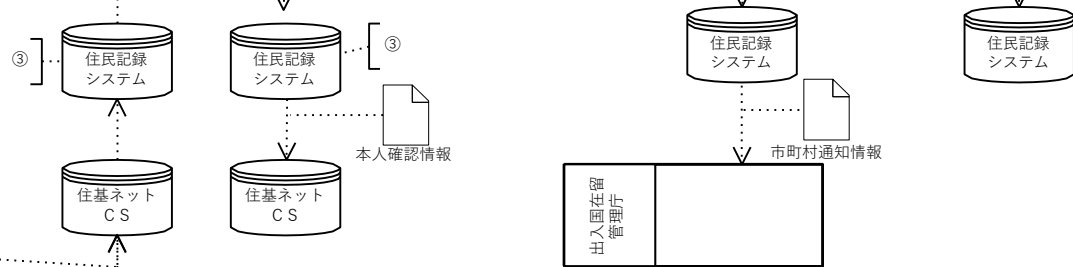 ③
住民記録
システム
住民記録
システム
③
住民記録
システム
住民記録
システム
本人確認情報
市町村通知情報
住基ネット
ＣＳ
住基ネット
ＣＳ
出入国在留
管理庁